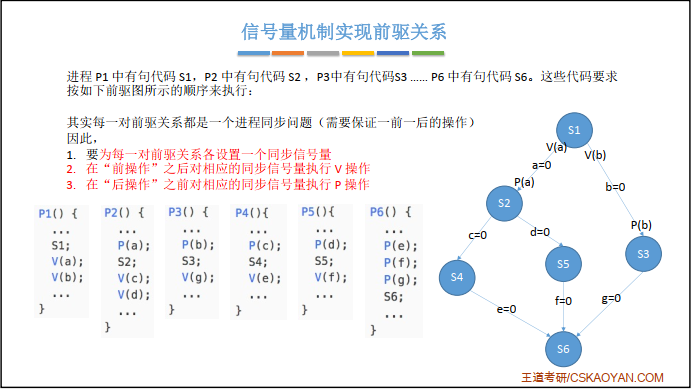 信号量机制实现前驱关系
进程 P1 中有句代码 S1，P2 中有句代码 S2 ，P3中有句代码S3 …… P6 中有句代码 S6。这些代码要求
按如下前驱图所示的顺序来执行：
其实每一对前驱关系都是一个进程同步问题（需要保证一前一后的操作）
因此，
1. 要为每一对前驱关系各设置一个同步信号量
2. 在“前操作”之后对相应的同步信号量执行 V 操作
3. 在“后操作”之前对相应的同步信号量执行 P 操作
P1() {
...
S1;
V(a);
V(b);
...
}
P2() {
...
P(a);
S2;
V(c);
V(d);
...
}
P3() {
...
P(b);
S3;
V(g);
...
}
P4(){
...
P(c);
S4;
V(e);
...
}
P5(){
...
P(d);
S5;
V(f);
...
}
P6() {
...
P(e);
P(f);
P(g);
S6;
...
}
S1
V(a)
V(b)
a=0
P(a)
b=0
S2
P(b)
c=0
d=0
S3
S4
S5
e=0
f=0
g=0
S6
王道考研/CSKAOYAN.COM